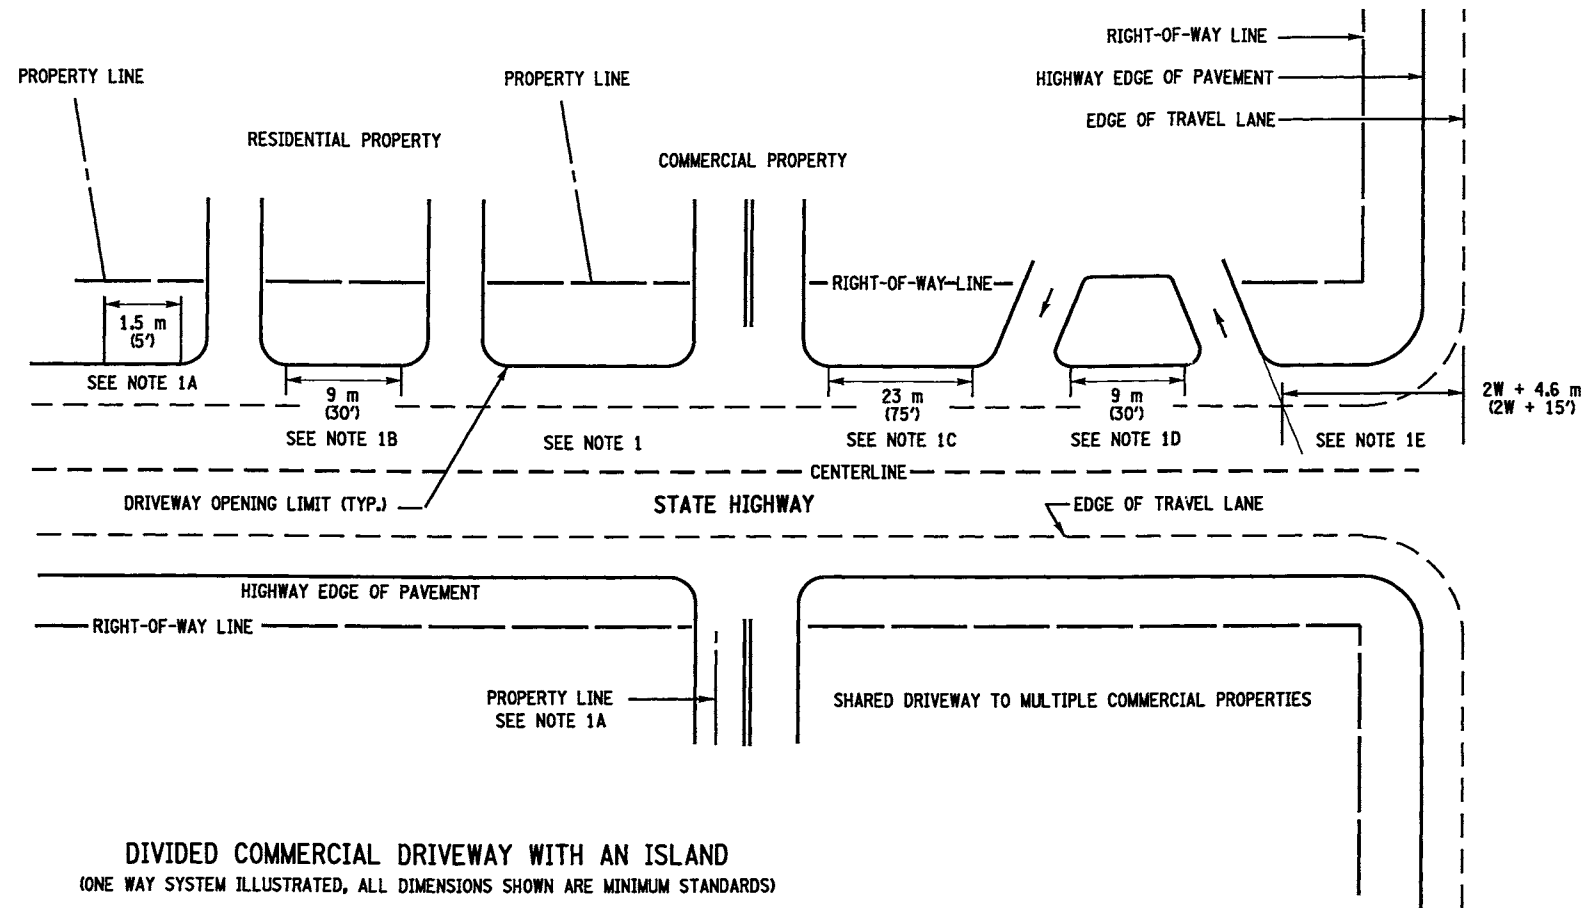 RIGHT-OF-WAY LINE
PROPERTY LINE
PROPERTY LINE
HIGHWAY EDGE OF PAVEMENT
EDGE OF TRAVEL LANE
RESIDENTIAL PROPERTY
COMMERCIAL PROPERTY
RIGHT-OF-WAY LINE
1.5 m
(5')
SEE NOTE 1A
9 m
(30')
SEE NOTE 1B
SEE NOTE 1
23 m
(75')
SEE NOTE 1C
9 m
(30')
SEE NOTE 1D
2W + 4.6 m
(2W + 15')
SEE NOTE 1E
CENTERLINE
DRIVEWAY OPENING LIMIT (TYP.)
STATE HIGHWAY
EDGE OF TRAVEL LANE
HIGHWAY EDGE OF PAVEMENT
RIGHT-OF-WAY LINE
PROPERTY LINE
SEE NOTE 1A
SHARED DRIVEWAY TO MULTIPLE COMMERCIAL PROPERTIES
DIVIDED COMMERCIAL DRIVEWAY WITH AN ISLAND
(ONE WAY SYSTEM ILLUSTRATED, ALL DIMENSIONS SHOWN ARE MINIMUM STANDARDS)